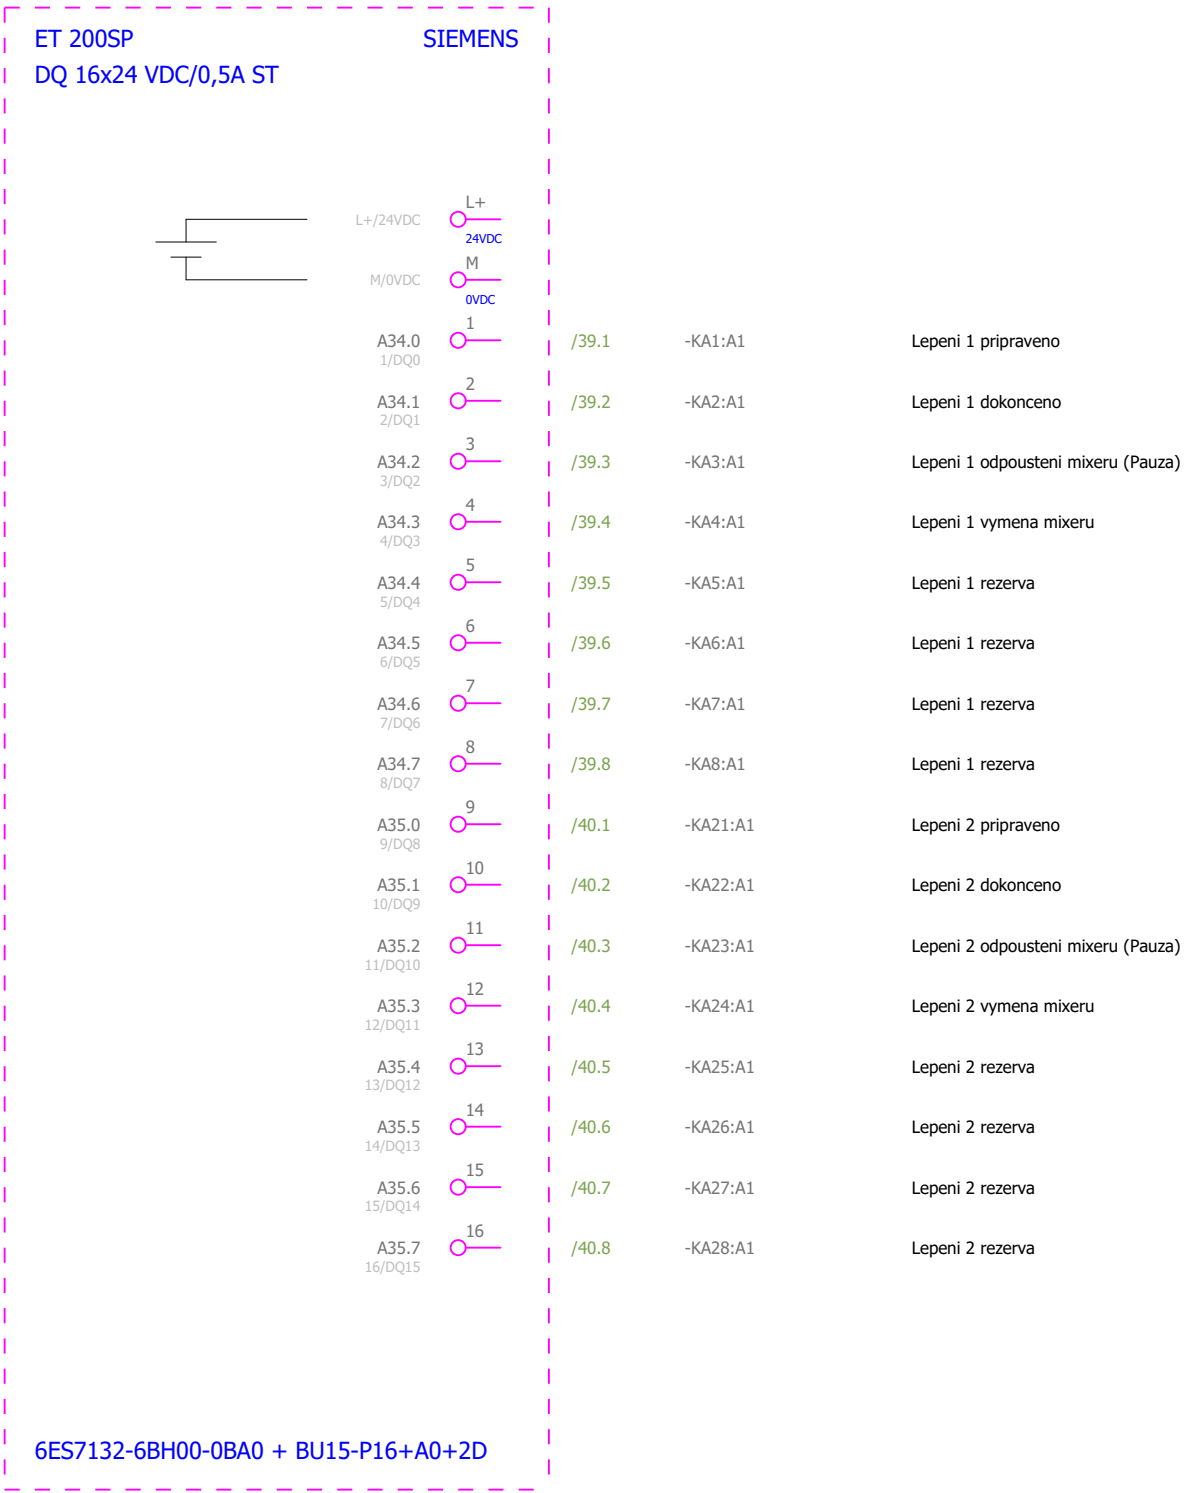 ET 200SP SIEMENS
DQ 16x24 VDC/0,5A ST
L+
L+/24VDC
24VDC
M
M/0VDC
0VDC
1
A34.0 /39.1 -KA1:A1 Lepeni 1 pripraveno
1/DQ0
2
A34.1 /39.2 -KA2:A1 Lepeni 1 dokonceno
2/DQ1
3
A34.2 /39.3 -KA3:A1 Lepeni 1 odpousteni mixeru (Pauza)
3/DQ2
4
A34.3 /39.4 -KA4:A1 Lepeni 1 vymena mixeru
4/DQ3
5
A34.4 /39.5 -KA5:A1 Lepeni 1 rezerva
5/DQ4
6
A34.5 /39.6 -KA6:A1 Lepeni 1 rezerva
6/DQ5
7
A34.6 /39.7 -KA7:A1 Lepeni 1 rezerva
7/DQ6
8
A34.7 /39.8 -KA8:A1 Lepeni 1 rezerva
8/DQ7
9
A35.0 /40.1 -KA21:A1 Lepeni 2 pripraveno
9/DQ8
10
A35.1 /40.2 -KA22:A1 Lepeni 2 dokonceno
10/DQ9
11
A35.2 /40.3 -KA23:A1 Lepeni 2 odpousteni mixeru (Pauza)
11/DQ10
12
A35.3 /40.4 -KA24:A1 Lepeni 2 vymena mixeru
12/DQ11
13
A35.4 /40.5 -KA25:A1 Lepeni 2 rezerva
13/DQ12
14
A35.5 /40.6 -KA26:A1 Lepeni 2 rezerva
14/DQ13
15
A35.6 /40.7 -KA27:A1 Lepeni 2 rezerva
15/DQ14
16
A35.7 /40.8 -KA28:A1 Lepeni 2 rezerva
16/DQ15
6ES7132-6BH00-0BA0 + BU15-P16+A0+2D